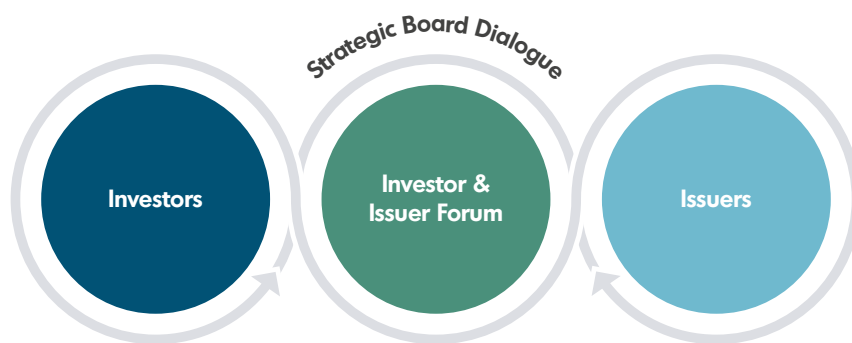 Strategic Board Dialogue
Investors
Investor &
Issuer Forum
Issuers